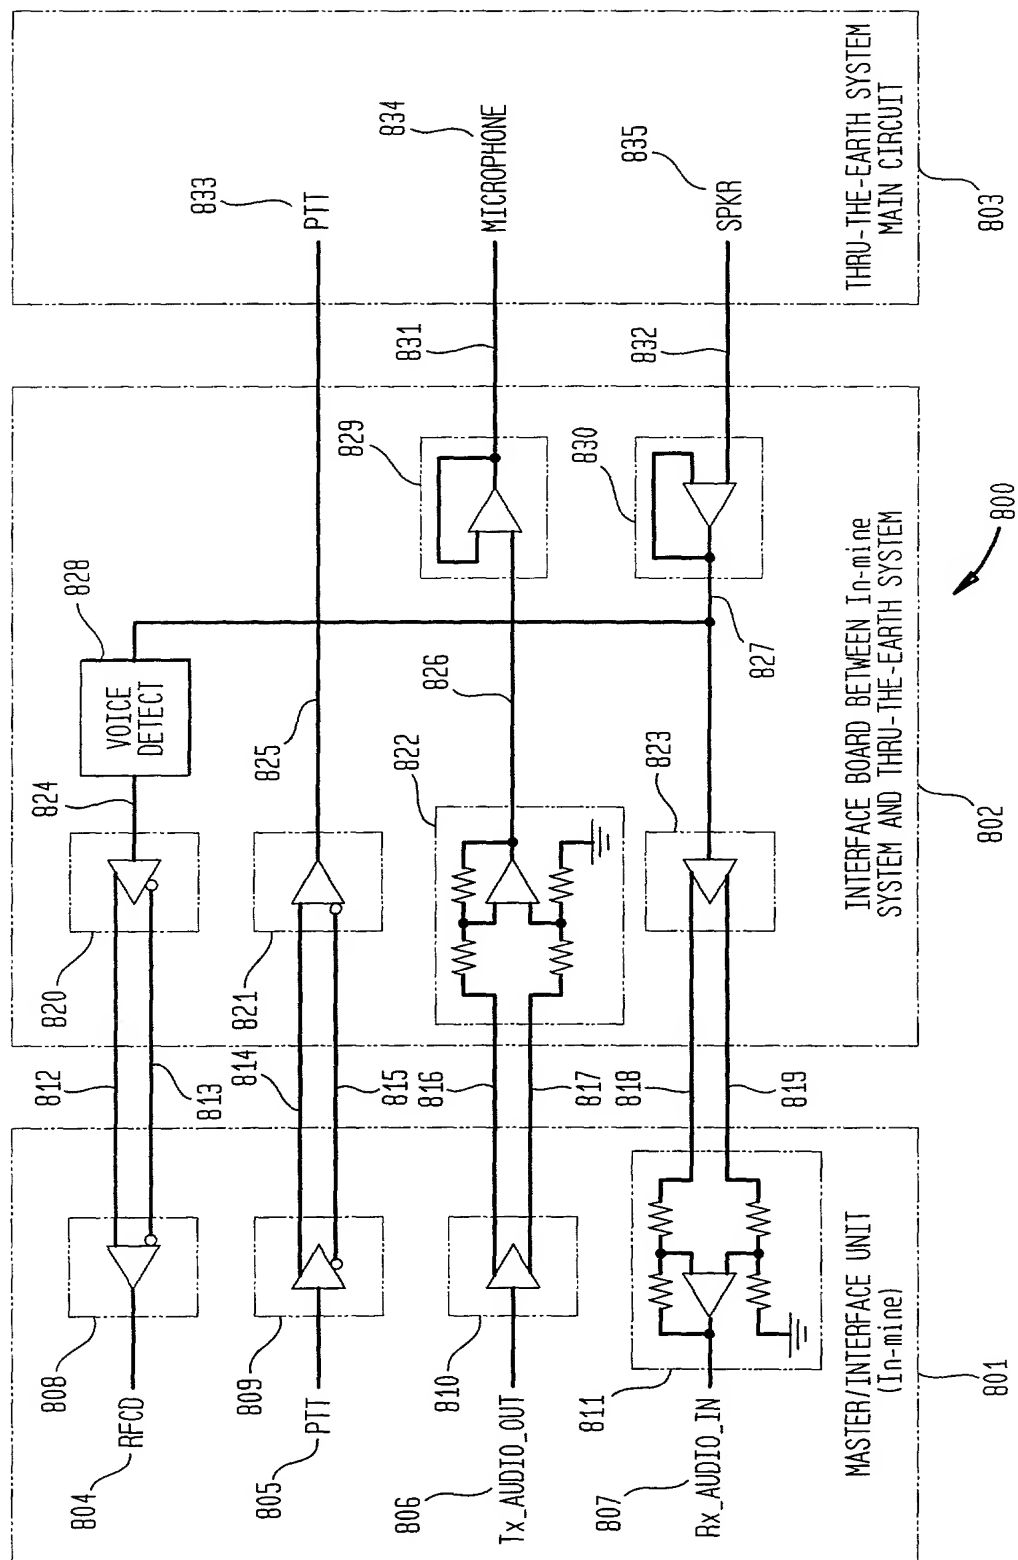 804
RFCD
808
812
813
820
824
VOICE
DETECT
828
805
PTT
809
814
815
821
825
PTT
833
806
Tx_AUDIO_OUT
810
816
817
822
826
829
831
MICROPHONE
834
807
Rx_AUDIO_IN
811
818
819
823
827
830
832
SPKR
835
MASTER/INTERFACE UNIT
(In-mine)
801
INTERFACE BOARD BETWEEN In-mine
SYSTEM AND THRU-THE-EARTH SYSTEM
802
THRU-THE-EARTH SYSTEM
MAIN CIRCUIT
803
800